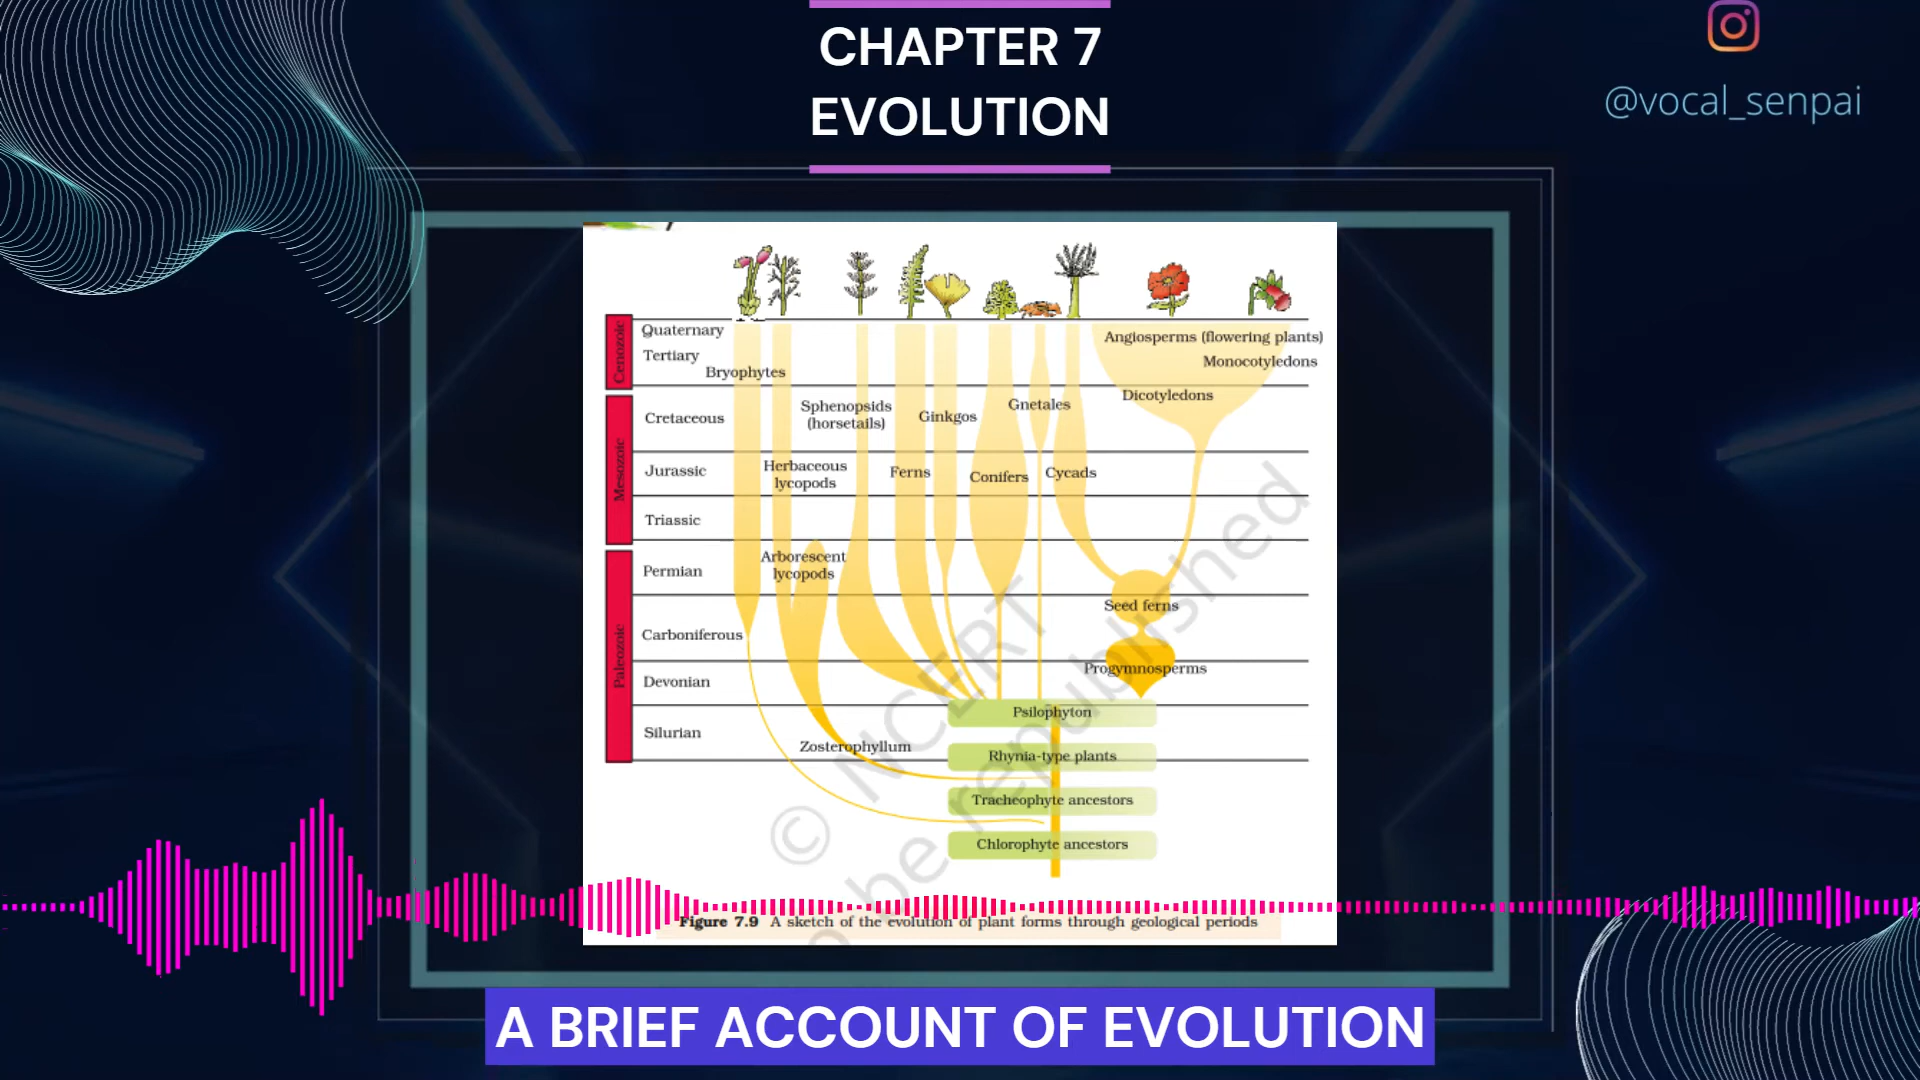 CHAPTER 7
EVOLUTION
@vocal_senpai
Cenozoic
Quaternary
Tertiary
Bryophytes
Angiosperms (flowering plants)
Monocotyledons
Dicotyledons
Mesozoic
Cretaceous
Sphenopsids
(horsetails)
Ginkgos
Gnetales
Jurassic
Herbaceous
lycopods
Ferns
Conifers
Cycads
Triassic
Paleozoic
Permian
Arborescent
lycopods
Seed ferns
Carboniferous
Progymnosperms
Devonian
Psilophyton
Silurian
Zosterophyllum
Rhynia-type plants
Tracheophyte ancestors
Chlorophyte ancestors
© NCERT
be republished
Figure 7.9 A sketch of the evolution of plant forms through geological periods
A BRIEF ACCOUNT OF EVOLUTION